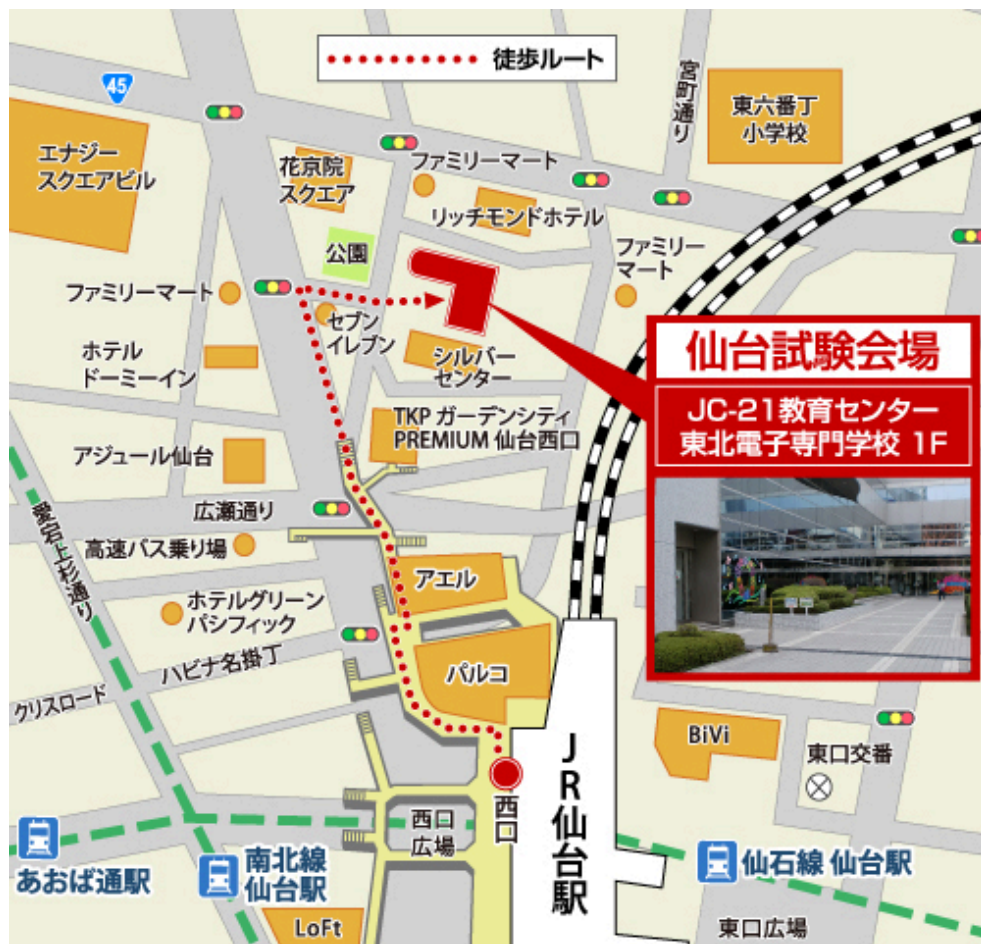 徒歩ルート
45
宮町通り
東六番丁
小学校
エナジー
スクエアビル
花京院
スクエア
ファミリーマート
リッチモンドホテル
公園
ファミリー
マート
ファミリーマート
セブン
イレブン
シルバー
センター
ホテル
ドーミーイン
仙台試験会場
JC-21教育センター
東北電子専門学校 1F
TKP ガーデンシティ
PREMIUM 仙台西口
アジュール仙台
広瀬通り
愛宕上杉通り
高速バス乗り場
アエル
ホテルグリーン
パシフィック
ハピナ名掛丁
パルコ
クリスロード
BiVi
東口交番
JR仙台駅
西口
西口
広場
あおば通駅
南北線
仙台駅
仙石線 仙台駅
LoFt
東口広場